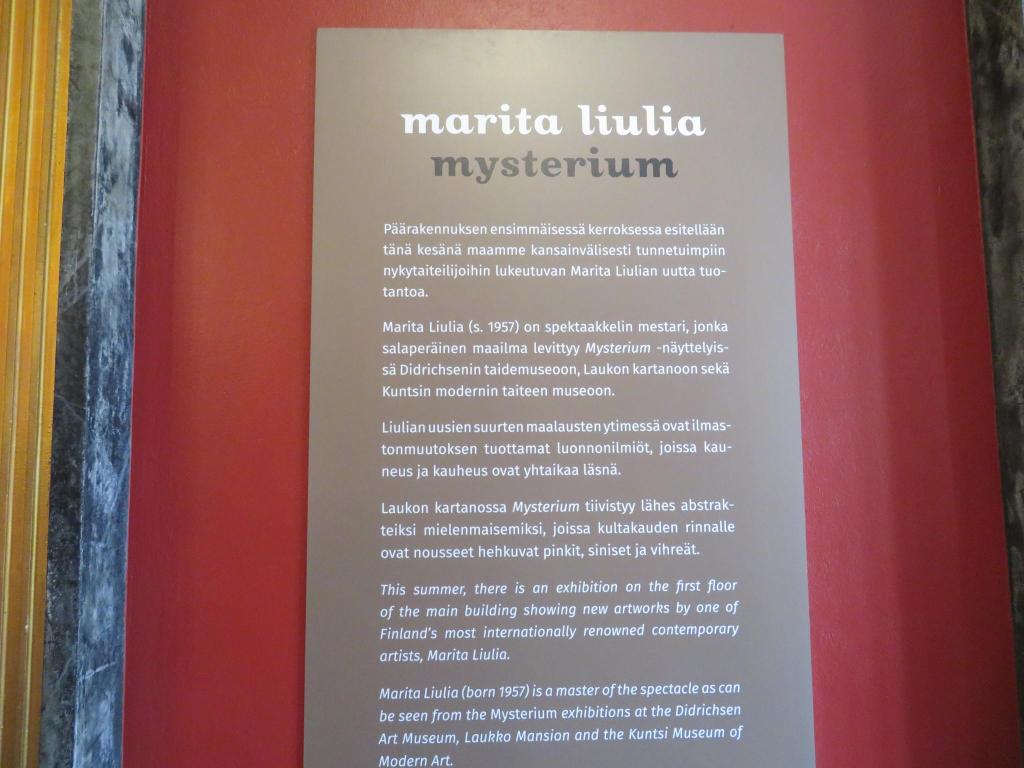 marita liulia
mysterium
Päärakennuksen ensimmäisessä kerroksessa esitellään
tänä kesänä maamme kansainvälisesti tunnetuimpiin
nykytaiteilijoihin lukeutuvan Marita Liulian uutta tuo-
tantoa.
Marita Liulia (s. 1957) on spektaakkelin mestari, jonka
salaperäinen maailma levittyy Mysterium -näyttelyis-
sä Didrichsenin taidemuseoon, Laukon kartanoon sekä
Kuntsin modernin taiteen museoon.
Liulian uusien suurten maalausten ytimessä ovat ilmas-
tonmuutoksen tuottamat luonnonilmiöt, joissa kau-
neus ja kauheus ovat yhtaikaa läsnä.
Laukon kartanossa Mysterium tiivistyy lähes abstrak-
teiksi mielenmaisemiksi, joissa kultakauden rinnalle
ovat nousseet hehkuvat pinkit, siniset ja vihreät.
This summer, there is an exhibition on the first floor
of the main building showing new artworks by one of
Finland's most internationally renowned contemporary
artists, Marita Liulia.
Marita Liulia (born 1957) is a master of the spectacle as can
be seen from the Mysterium exhibitions at the Didrichsen
Art Museum, Laukko Mansion and the Kuntsi Museum of
Modern Art.